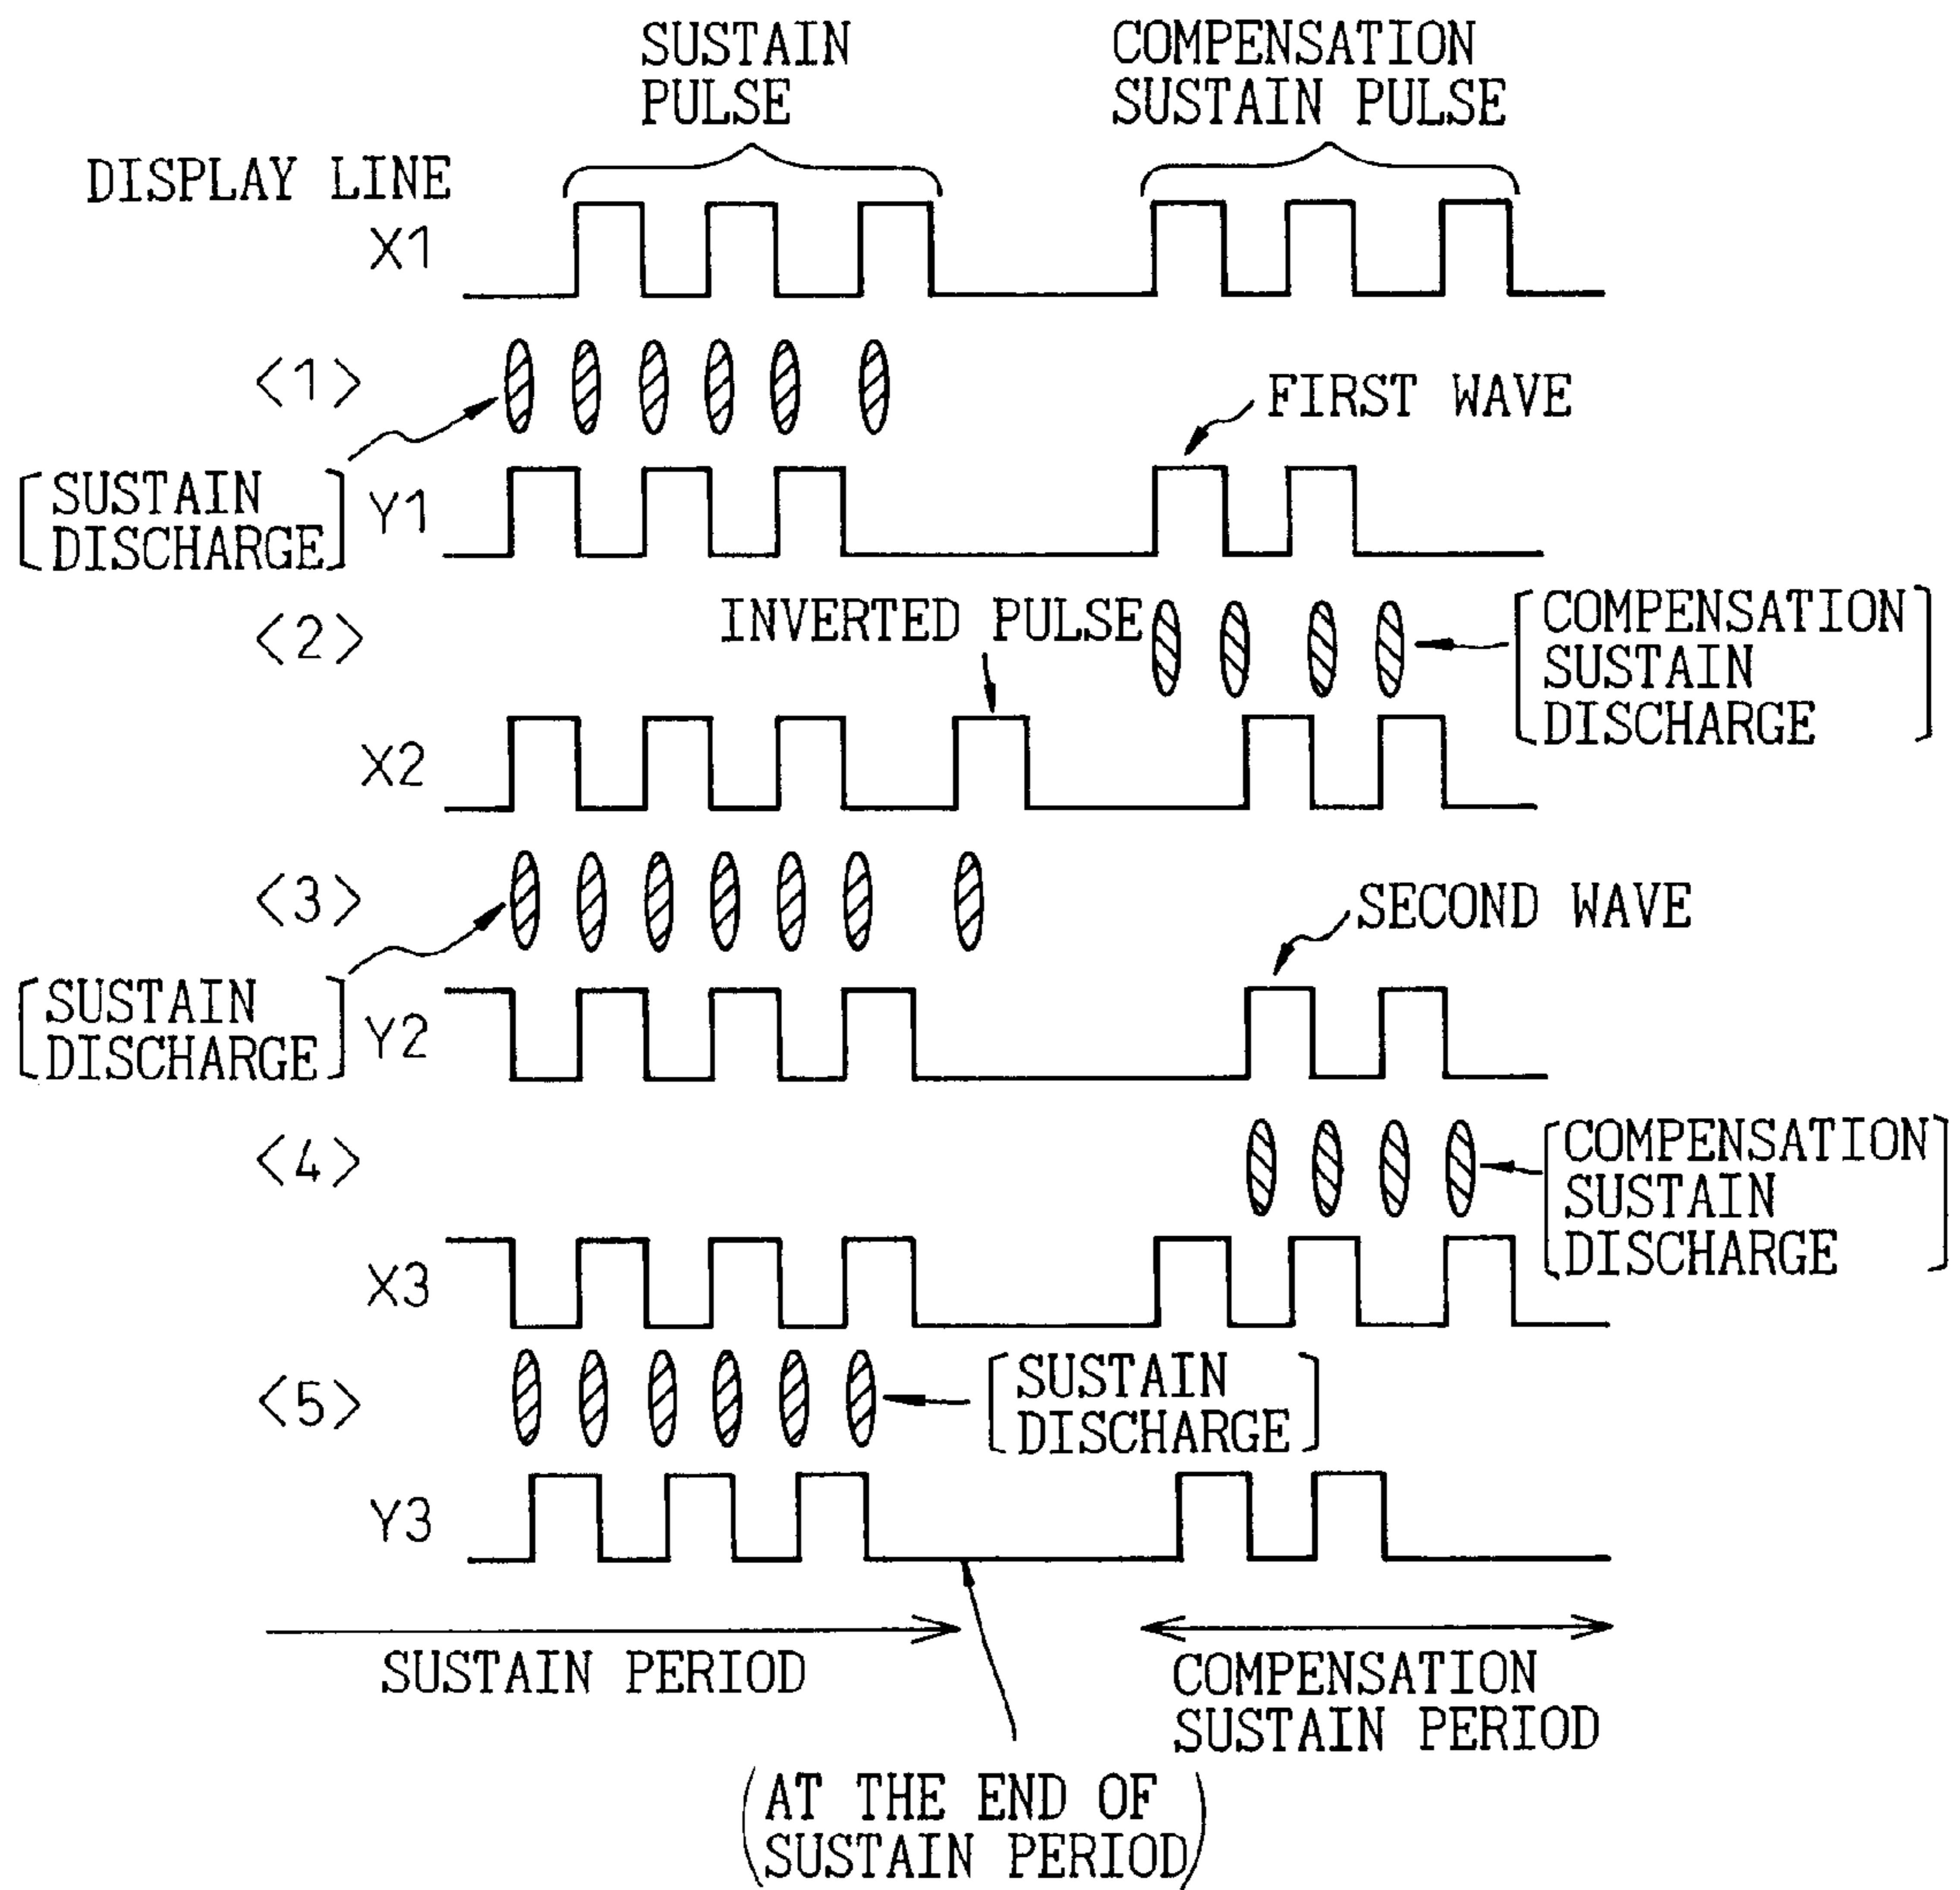 SUSTAIN
PULSE
COMPENSATION
SUSTAIN PULSE
DISPLAY LINE
X1
<1>
FIRST WAVE
SUSTAIN
DISCHARGE
Y1
<2>
INVERTED PULSE
COMPENSATION
SUSTAIN
DISCHARGE
X2
<3>
SECOND WAVE
SUSTAIN
DISCHARGE
Y2
<4>
COMPENSATION
SUSTAIN
DISCHARGE
X3
<5>
SUSTAIN
DISCHARGE
Y3
SUSTAIN PERIOD
COMPENSATION
SUSTAIN PERIOD
(AT THE END OF
SUSTAIN PERIOD)